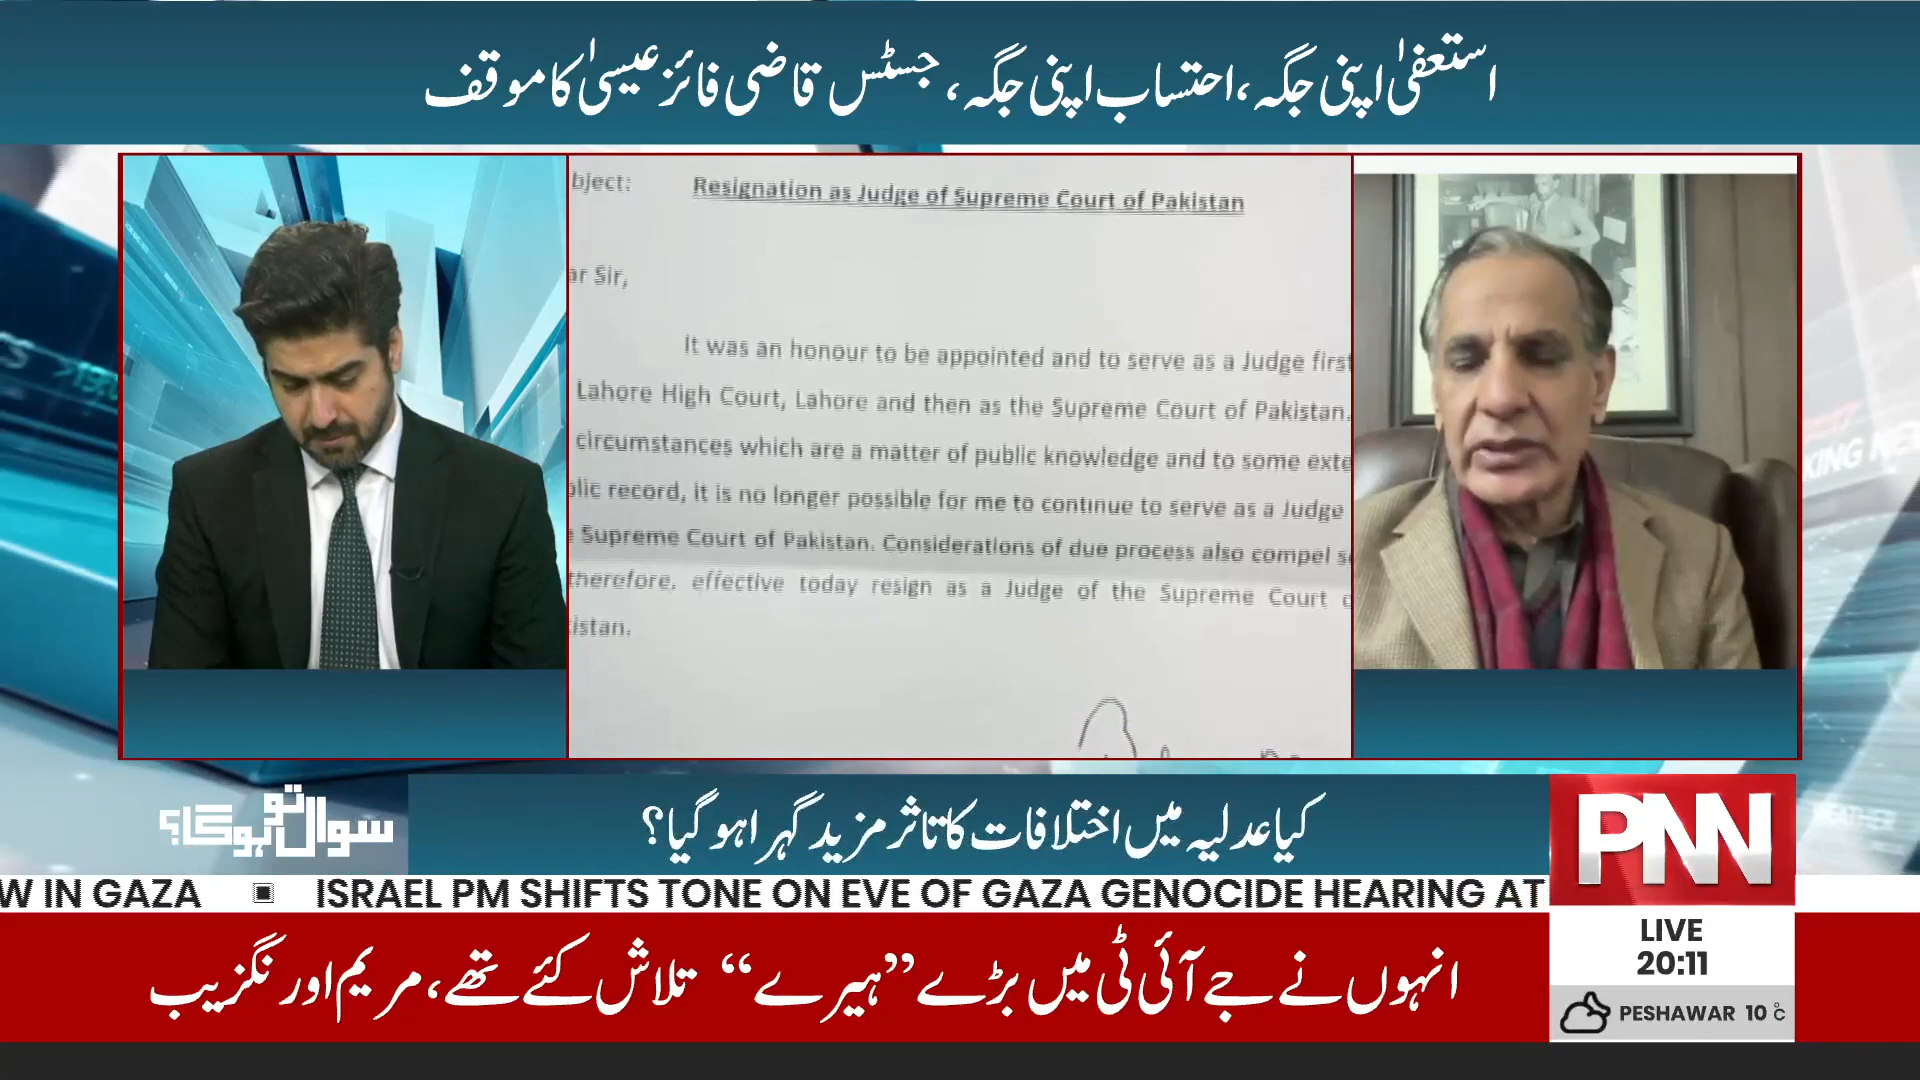 استعفیٰ اپنی جگہ، احتساب اپنی جگہ، جسٹس قاضی فائز عیسیٰ کا موقف
bject:
Resignation as Judge of Supreme Court of Pakistan
ar Sir,
It was an honour to be appointed and to serve as a Judge first
Lahore High Court, Lahore and then as the Supreme Court of Pakistan.
circumstances which are a matter of public knowledge and to some exte
lic record, it is no longer possible for me to continue to serve as a Judge
Supreme Court of Pakistan. Considerations of due process also compel s
therefore, effective today resign as a Judge of the Supreme Court
istan.
KING NE
سوال تو ہوگا؟
کیا عدلیہ میں اختلافات کا تاثر مزید گہرا ہو گیا؟
PNN
W IN GAZA ISRAEL PM SHIFTS TONE ON EVE OF GAZA GENOCIDE HEARING AT
LIVE
20:11
انہوں نے جے آئی ٹی میں بڑے ”ہیرے“ تلاش کئے تھے، مریم اورنگزیب
PESHAWAR 10 °C